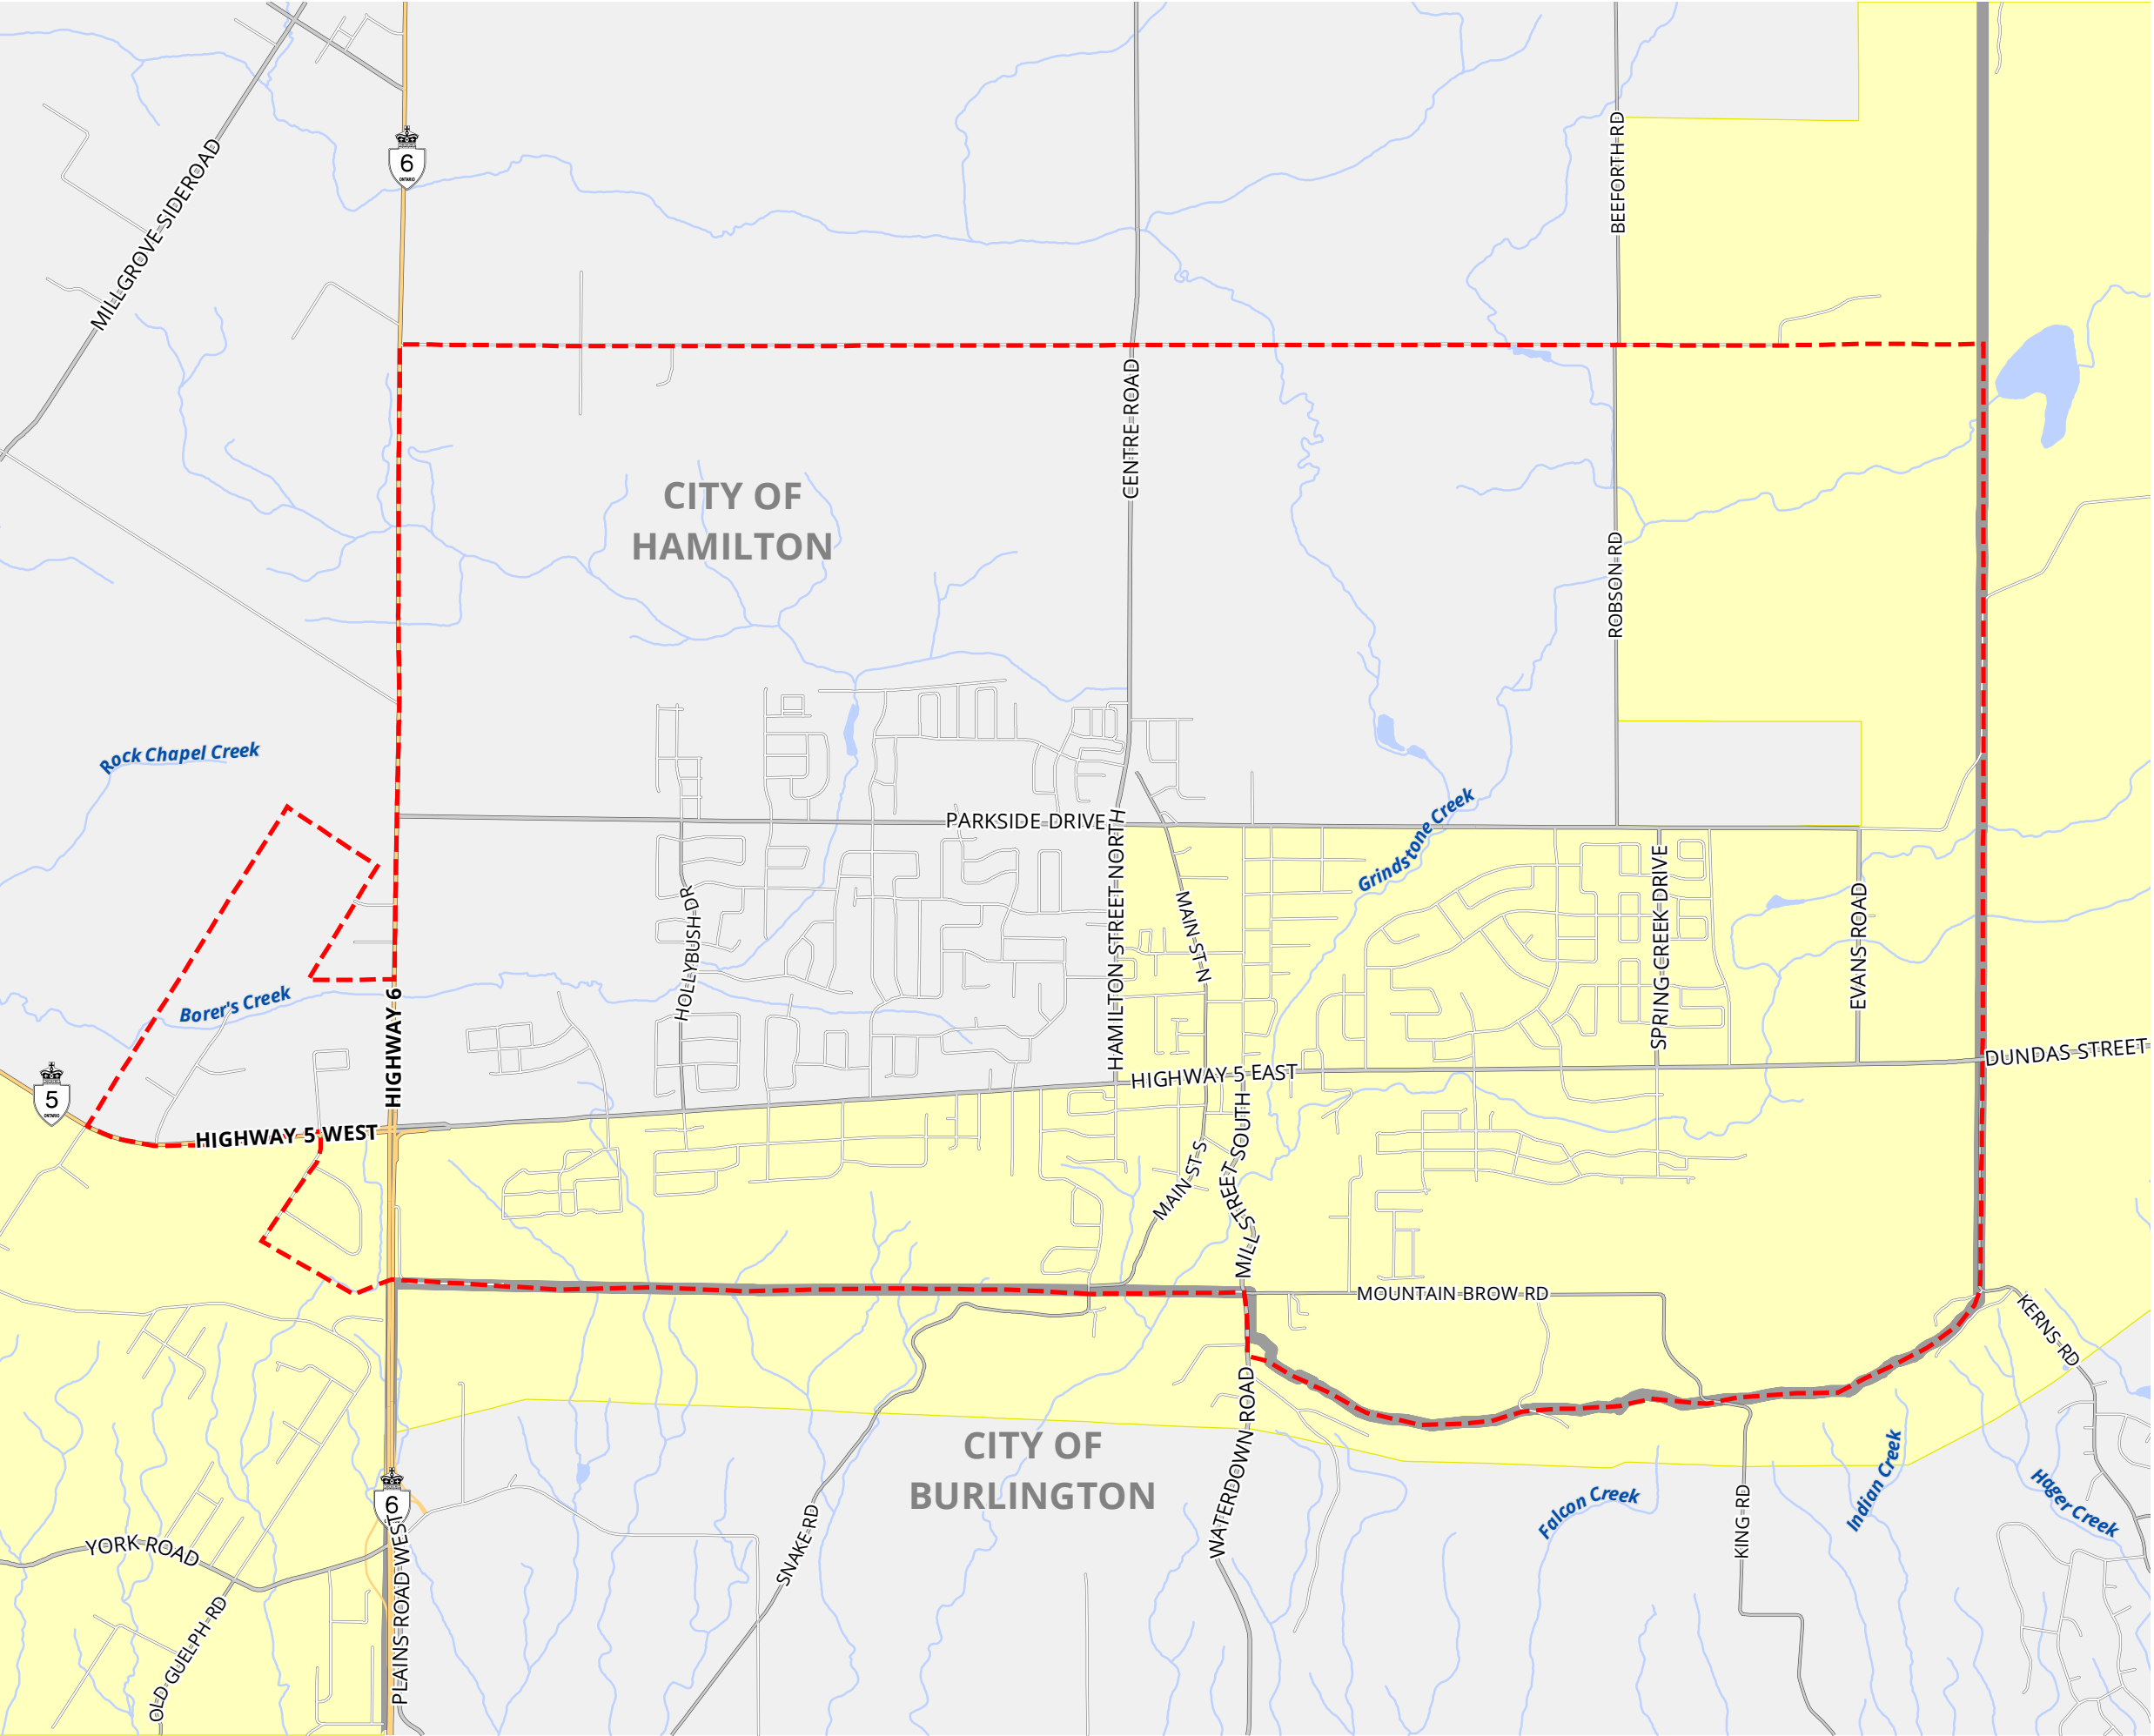 BEEFORTH RD
6
ONTARIO
MILLGROVE SIDEROAD
CENTRE ROAD
CITY OF
HAMILTON
ROBSON RD
Rock Chapel Creek
PARKSIDE DRIVE
Grindstone Creek
HAMILTON STREET NORTH
HOLLYBUSH DR
MAIN ST N
SPRING CREEK DRIVE
EVANS ROAD
Borer's Creek
HIGHWAY 6
5
ONTARIO
HIGHWAY 5 EAST
DUNDAS STREET
HIGHWAY 5 WEST
MAIN ST S
MILL STREET SOUTH
MOUNTAIN BROW RD
KERNS RD
CITY OF
BURLINGTON
WATERDOWN ROAD
6
PLAINS ROAD WEST
YORK ROAD
OLD GUELPH RD
SNAKE RD
Falcon Creek
KING RD
Indian Creek
Hager Creek